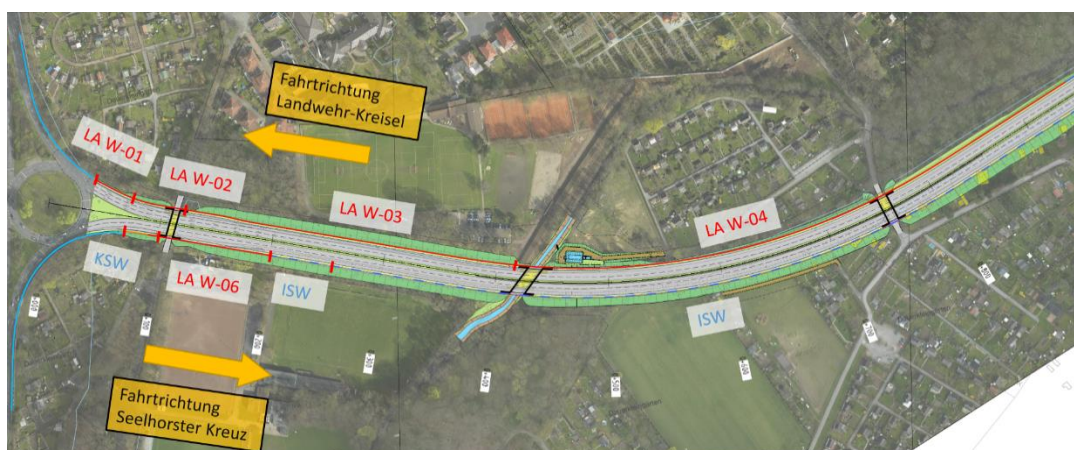 Fahrtrichtung
Landwehr-Kreisel
LA W-01
LA W-02
LA W-03
LA W-04
KSW
LA W-06
ISW
ISW
Fahrtrichtung
Seelhorster Kreuz